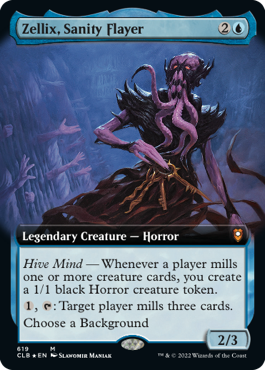 Zellix, Sanity Flayer 2
Legendary Creature — Horror
Hive Mind — Whenever a player mills
one or more creature cards, you create
a 1/1 black Horror creature token.
1, : Target player mills three cards.
Choose a Background
2/3
619 M
CLB ★ EN SLAWOMIR MANIAK
™ & © 2022 Wizards of the Coast